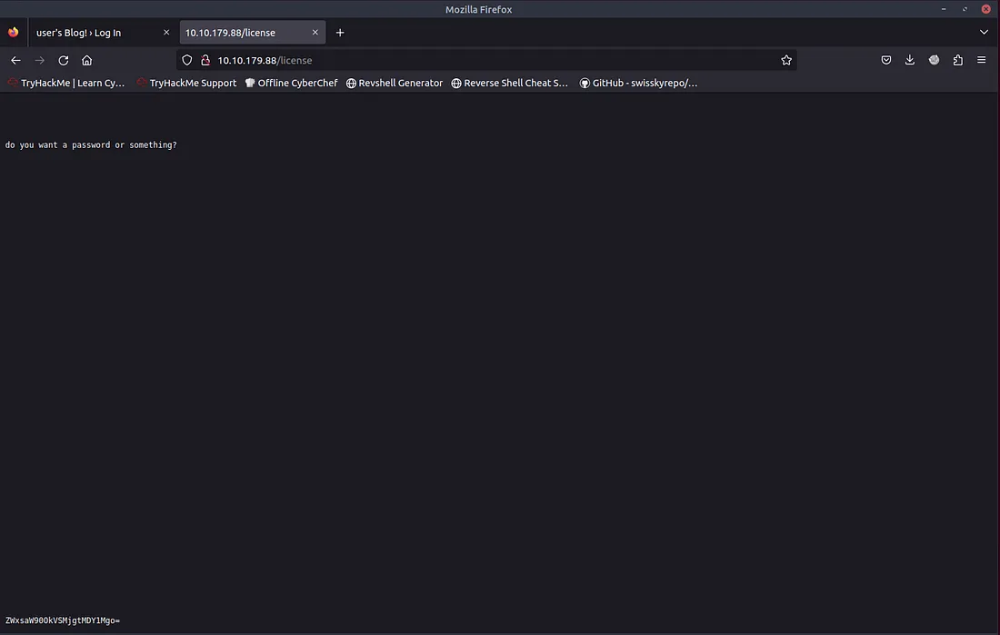 Mozilla Firefox
user's Blog! › Log In
10.10.179.88/license
10.10.179.88/license
TryHackMe | Learn Cy… TryHackMe Support Offline CyberChef Revshell Generator Reverse Shell Cheat S… GitHub - swisskyrepo/…
do you want a password or something?
ZWxsaW90OkVSMjgtMDY1Mgo=